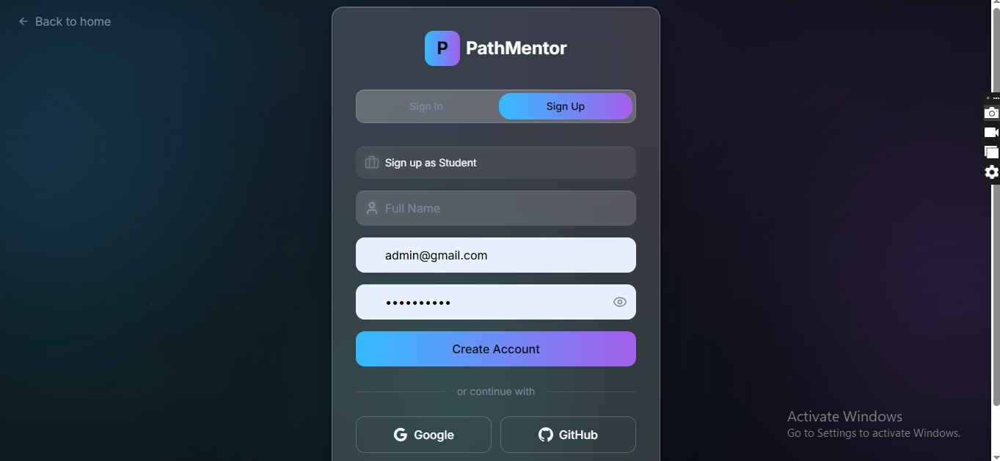 Back to home
P PathMentor
Sign In Sign Up
Sign up as Student
Full Name
admin@gmail.com
••••••••••
Create Account
or continue with
Google GitHub
Activate Windows
Go to Settings to activate Windows.